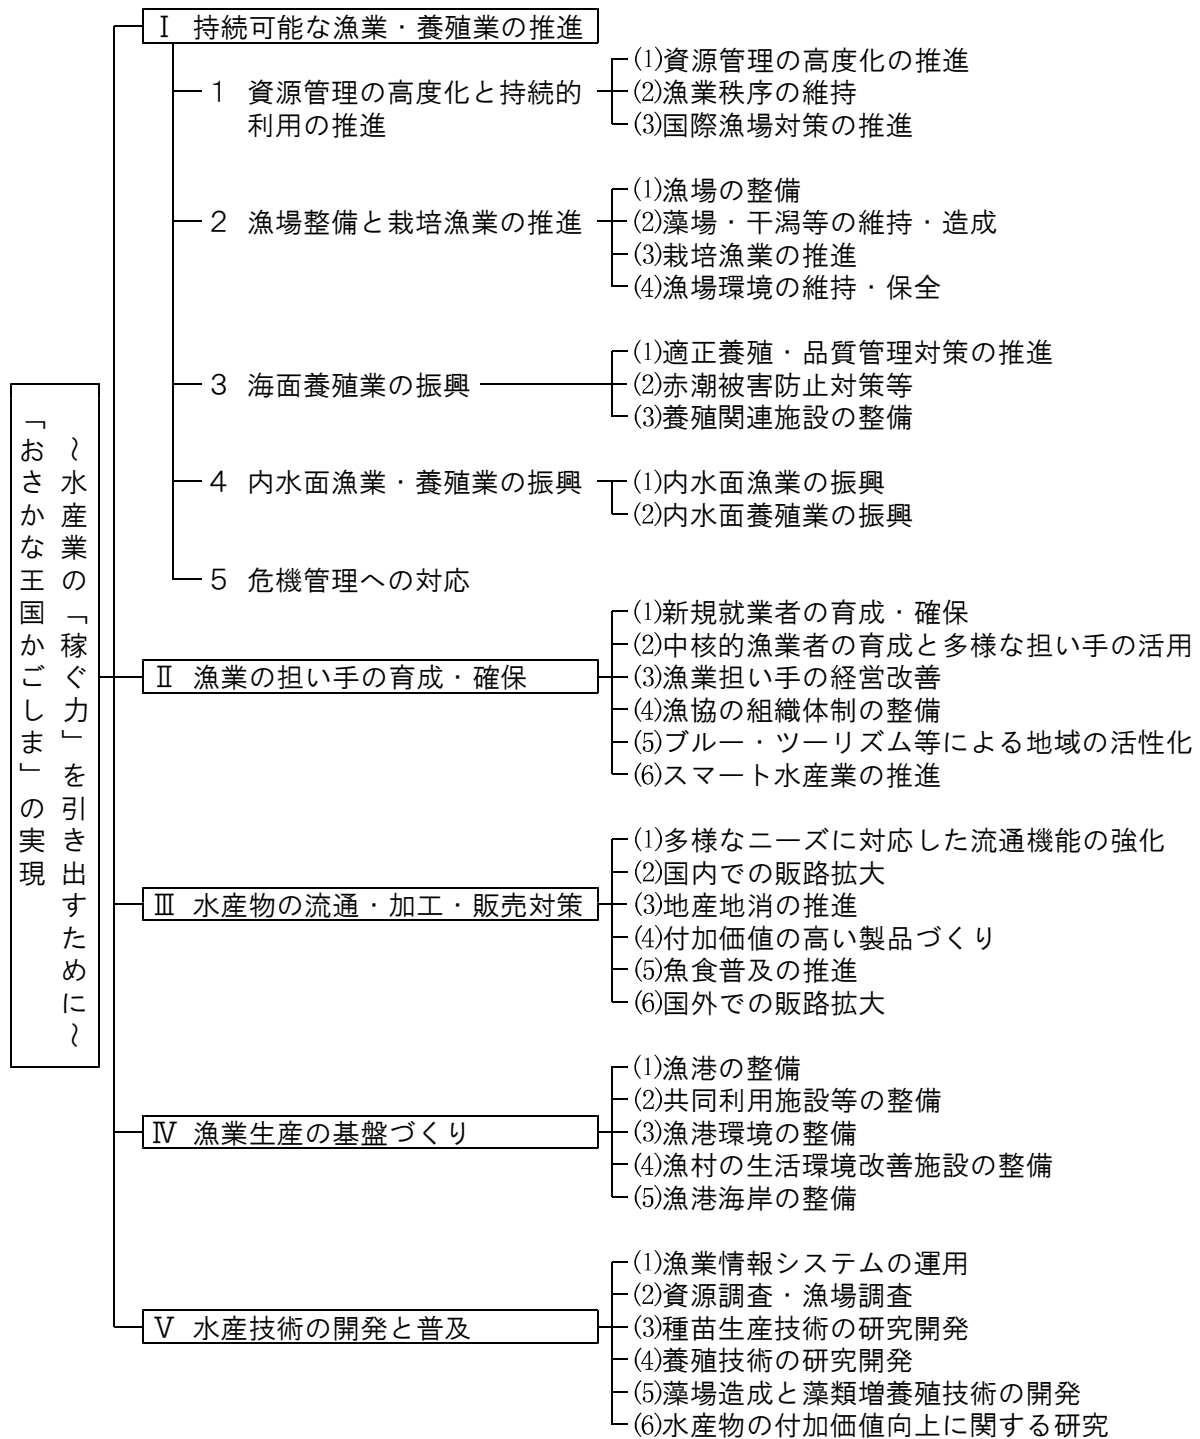 「おさかな王国かごしま」の実現
～水産業の「稼ぐ力」を引き出すために～
Ⅰ 持続可能な漁業・養殖業の推進
1 資源管理の高度化と持続的
利用の推進
⑴資源管理の高度化の推進
⑵漁業秩序の維持
⑶国際漁場対策の推進
2 漁場整備と栽培漁業の推進
⑴漁場の整備
⑵藻場・干潟等の維持・造成
⑶栽培漁業の推進
⑷漁場環境の維持・保全
3 海面養殖業の振興
⑴適正養殖・品質管理対策の推進
⑵赤潮被害防止対策等
⑶養殖関連施設の整備
4 内水面漁業・養殖業の振興
⑴内水面漁業の振興
⑵内水面養殖業の振興
5 危機管理への対応
Ⅱ 漁業の担い手の育成・確保
⑴新規就業者の育成・確保
⑵中核的漁業者の育成と多様な担い手の活用
⑶漁業担い手の経営改善
⑷漁協の組織体制の整備
⑸ブルー・ツーリズム等による地域の活性化
⑹スマート水産業の推進
Ⅲ 水産物の流通・加工・販売対策
⑴多様なニーズに対応した流通機能の強化
⑵国内での販路拡大
⑶地産地消の推進
⑷付加価値の高い製品づくり
⑸魚食普及の推進
⑹国外での販路拡大
Ⅳ 漁業生産の基盤づくり
⑴漁港の整備
⑵共同利用施設等の整備
⑶漁港環境の整備
⑷漁村の生活環境改善施設の整備
⑸漁港海岸の整備
Ⅴ 水産技術の開発と普及
⑴漁業情報システムの運用
⑵資源調査・漁場調査
⑶種苗生産技術の研究開発
⑷養殖技術の研究開発
⑸藻場造成と藻類増養殖技術の開発
⑹水産物の付加価値向上に関する研究